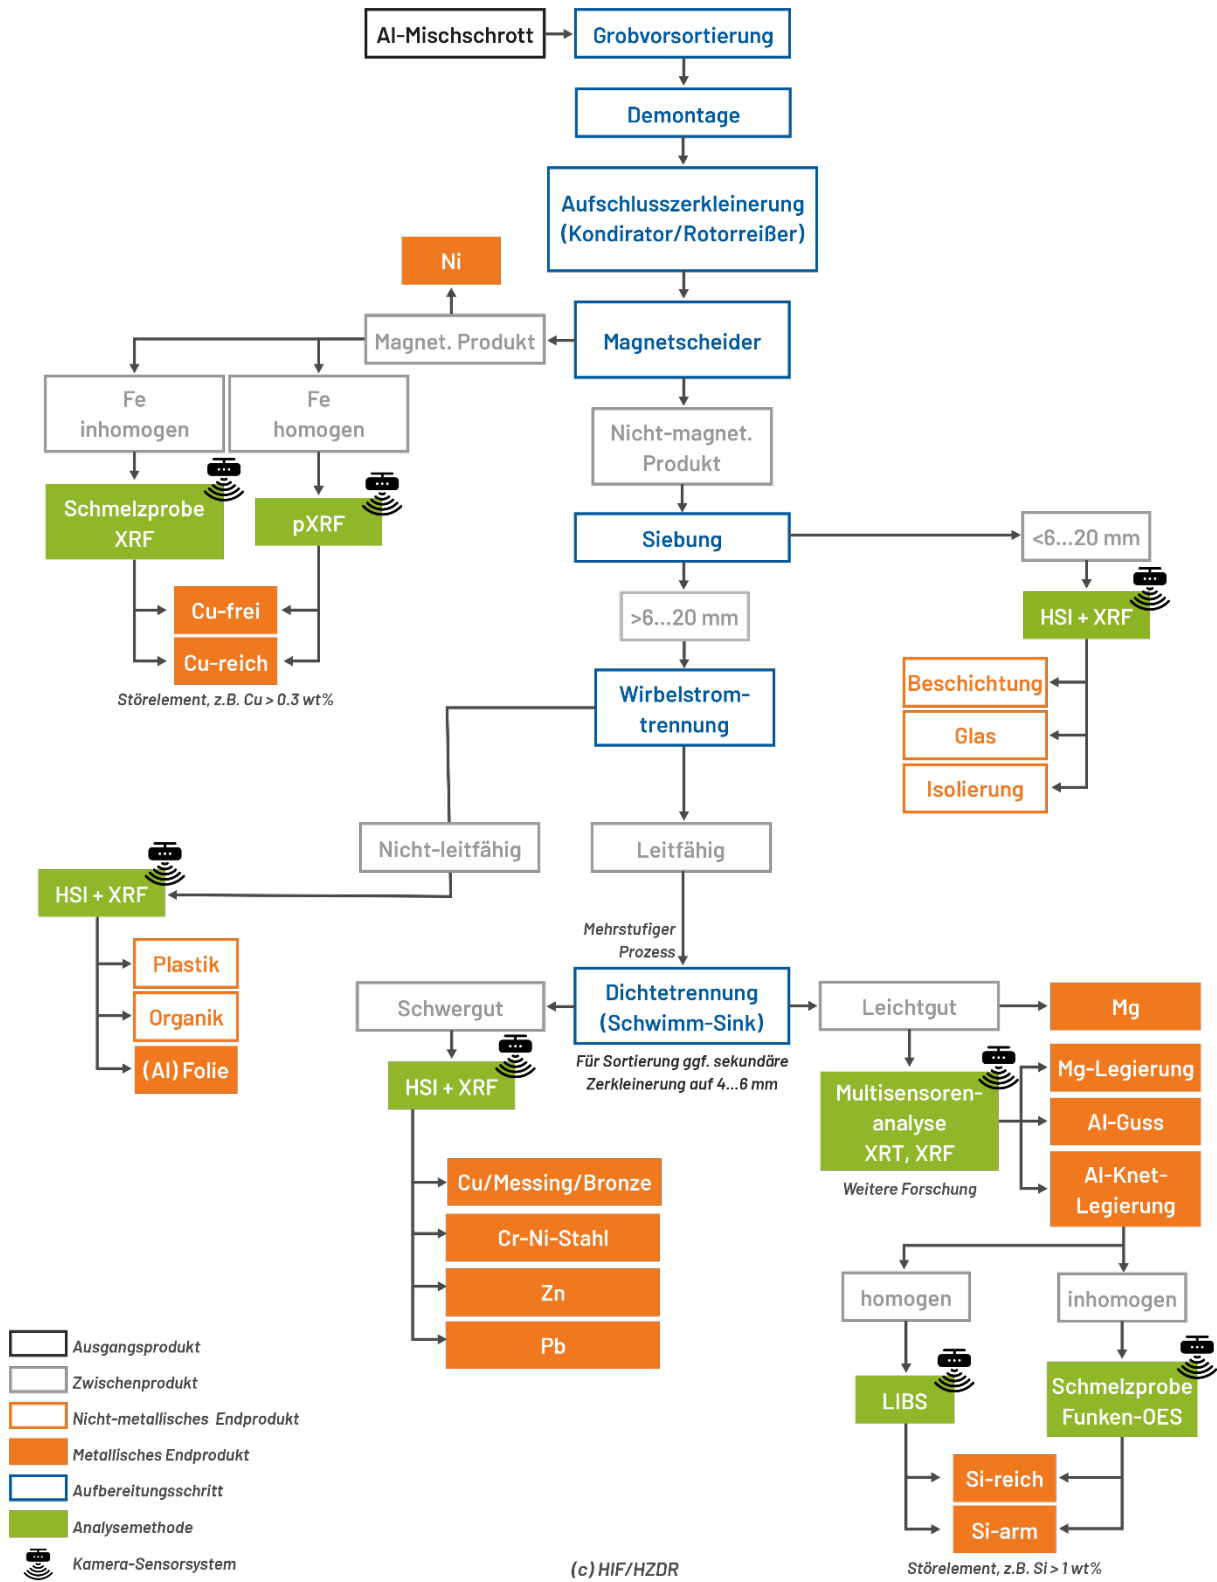 Al-Mischschrott
Grobvorsortierung
Demontage
Aufschlusszerkleinerung
(Kondirator/Rotorreißer)
Ni
Magnet. Produkt
Magnetscheider
Fe
inhomogen
Fe
homogen
Nicht-magnet.
Produkt
Schmelzprobe
XRF
pXRF
Siebung
<6...20 mm
Cu-frei
Cu-reich
Störelement, z.B. Cu > 0.3 wt%
>6...20 mm
HSI + XRF
Beschichtung
Glas
Isolierung
Wirbelstrom-
trennung
Nicht-leitfähig
Leitfähig
HSI + XRF
Plastik
Organik
(Al) Folie
Mehrstufiger
Prozess
Schwergut
Dichtetrennung
(Schwimm-Sink)
Leichtgut
Mg
Für Sortierung ggf. sekundäre
Zerkleinerung auf 4...6 mm
HSI + XRF
Multisensoren-
analyse
XRT, XRF
Weitere Forschung
Mg-Legierung
Al-Guss
Al-Knet-
Legierung
Cu/Messing/Bronze
Cr-Ni-Stahl
Zn
Pb
homogen
inhomogen
LIBS
Schmelzprobe
Funken-OES
Si-reich
Si-arm
Störelement, z.B. Si > 1 wt%
Ausgangsprodukt
Zwischenprodukt
Nicht-metallisches Endprodukt
Metallisches Endprodukt
Aufbereitungsschritt
Analysemethode
Kamera-Sensorsystem
(c) HIF/HZDR